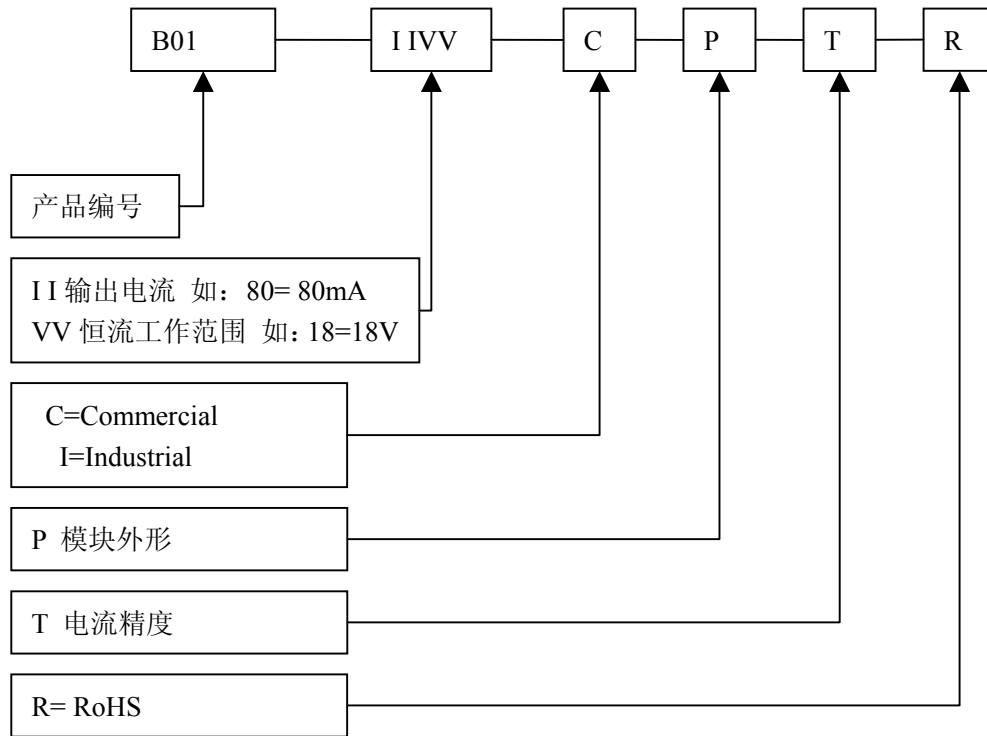 B01 I IVV C P T R
产品编号
I I 输出电流 如：80= 80mA
VV 恒流工作范围 如：18=18V
C=Commercial
I=Industrial
P 模块外形
T 电流精度
R= RoHS